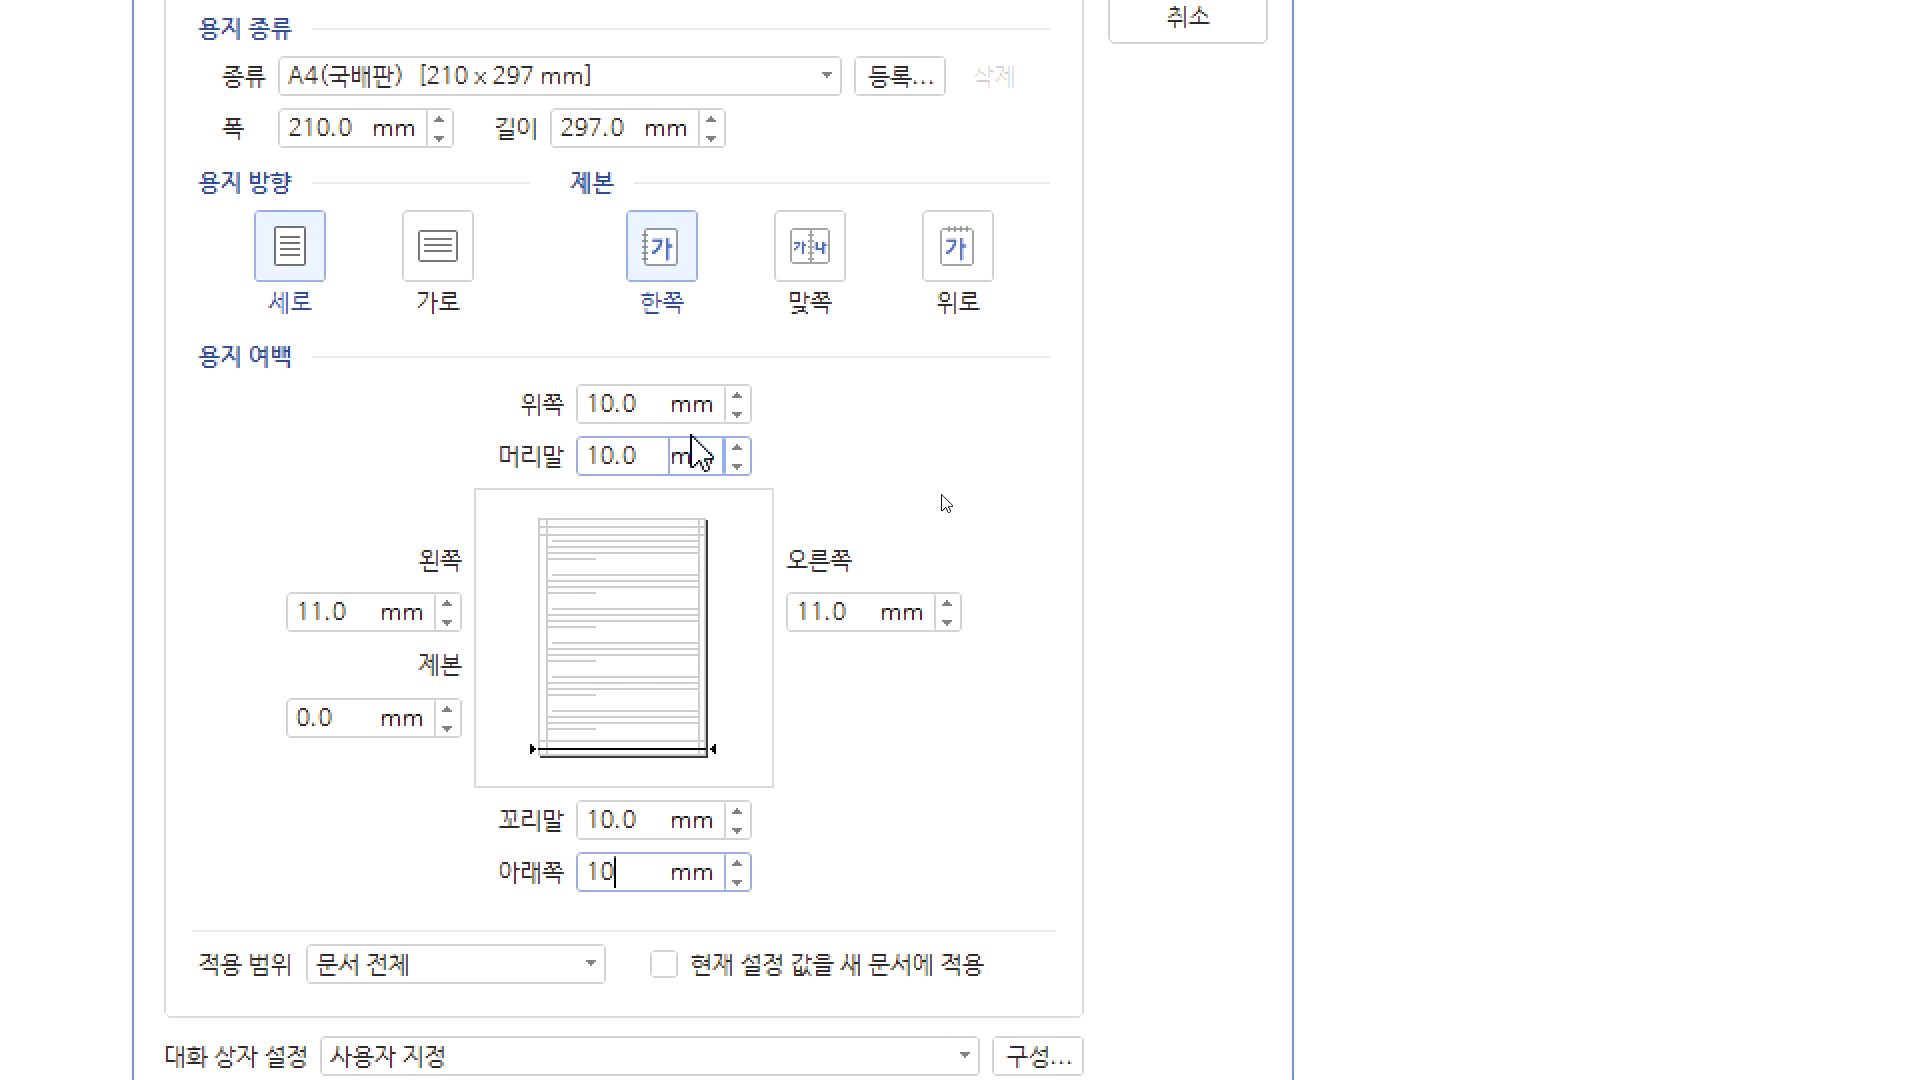 취소
용지 종류
종류 A4(국배판) [210 x 297 mm] 등록... 삭제
폭 210.0 mm 길이 297.0 mm
용지 방향 제본
가 가 나 가
세로 가로 한쪽 맞쪽 위로
용지 여백
위쪽 10.0 mm
머리말 10.0
왼쪽 오른쪽
11.0 mm 11.0 mm
제본
0.0 mm
꼬리말 10.0 mm
아래쪽 10 mm
적용 범위 문서 전체 현재 설정 값을 새 문서에 적용
대화 상자 설정 사용자 지정 구성...